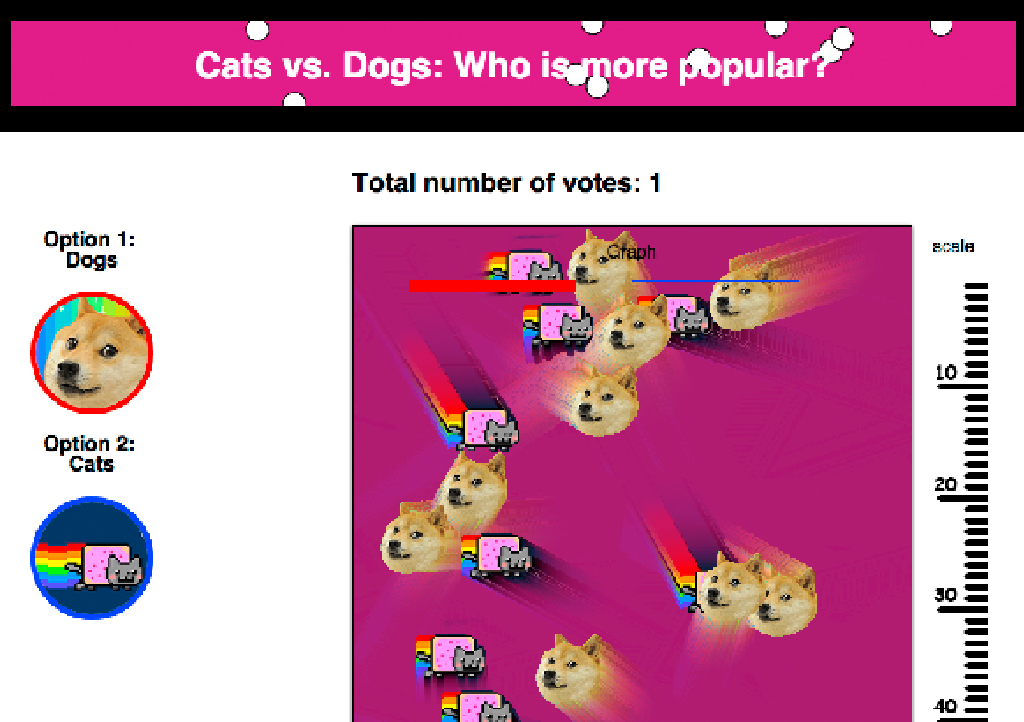 Cats vs. Dogs: Who is more popular?
Total number of votes: 1
Option 1:
Dogs
Graph
scale
10
Option 2:
Cats
20
30
40